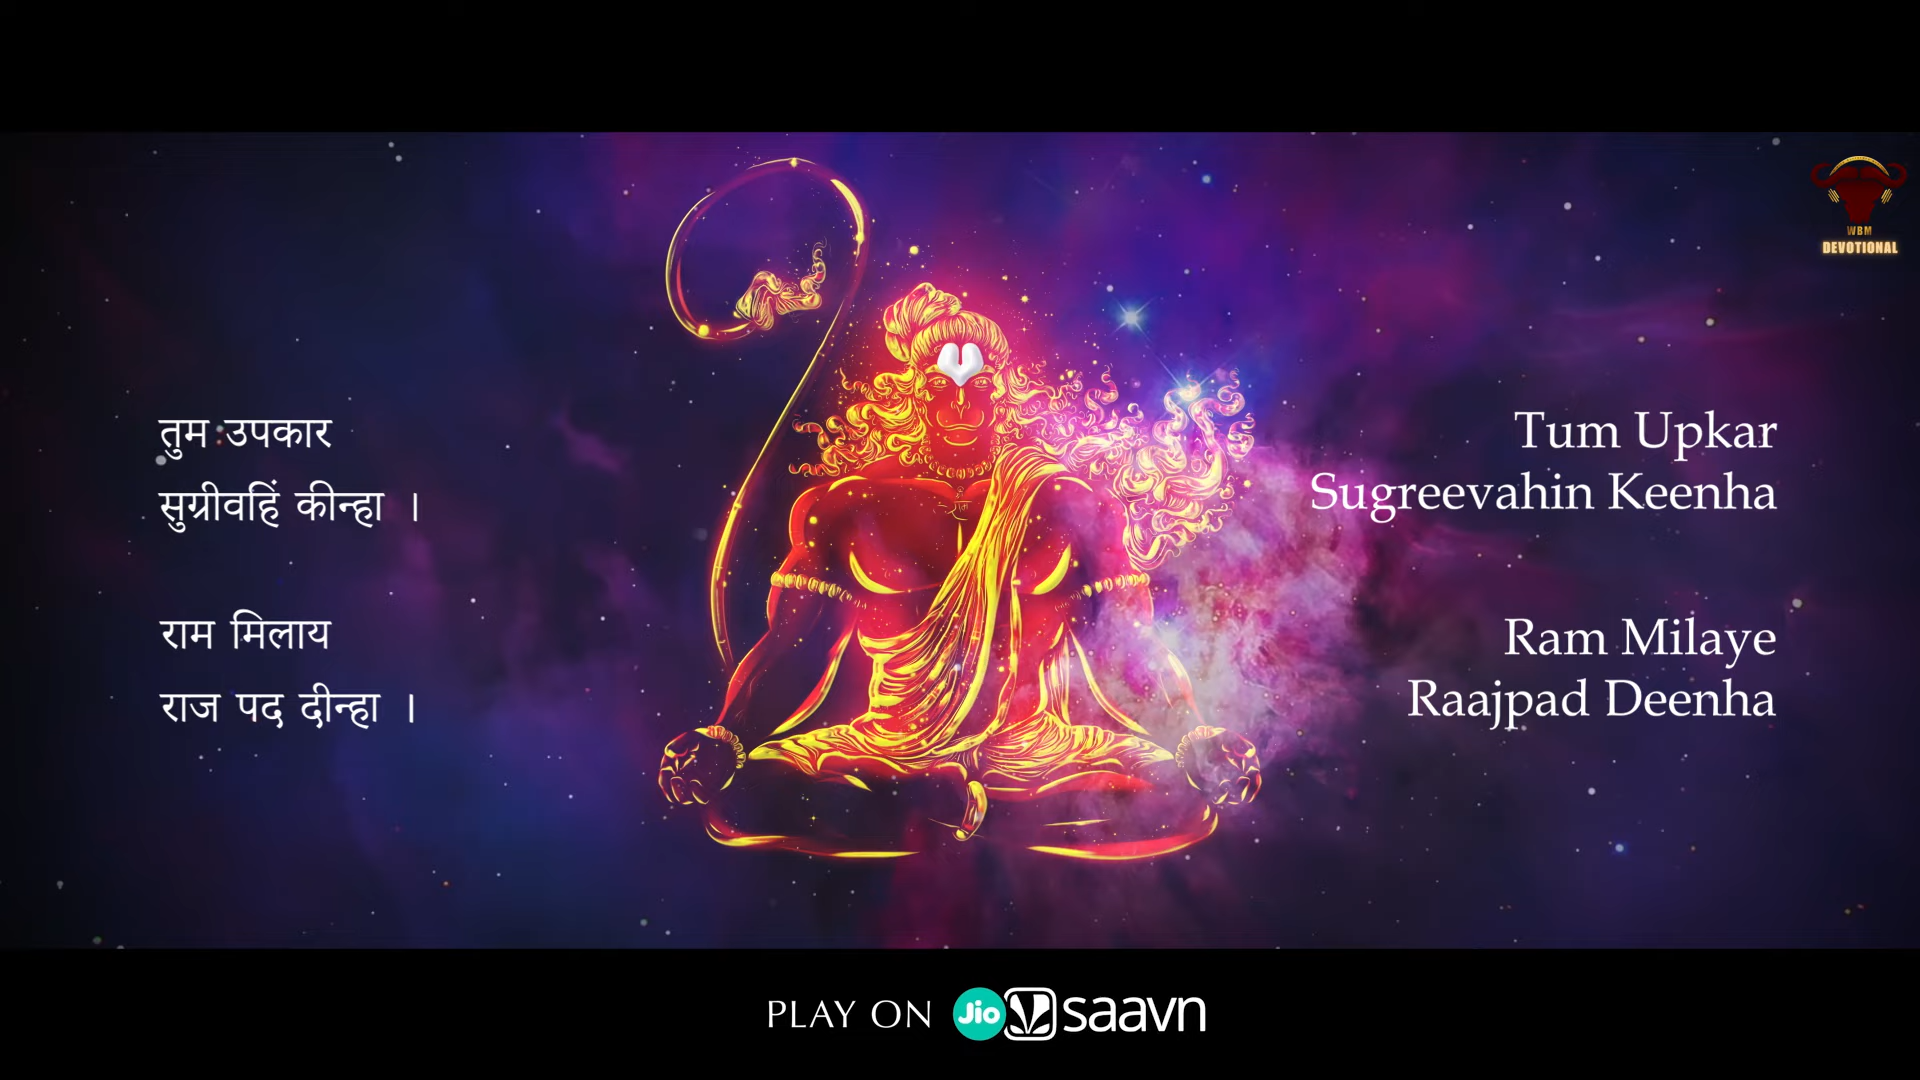 तुम उपकार
सुग्रीवहिं कीन्हा ।
राम मिलाय
राज पद दीन्हा ।
Tum Upkar
Sugreevahin Keenha
Ram Milaye
Raajpad Deenha
WBM
DEVOTIONAL
PLAY ON Jio saavn